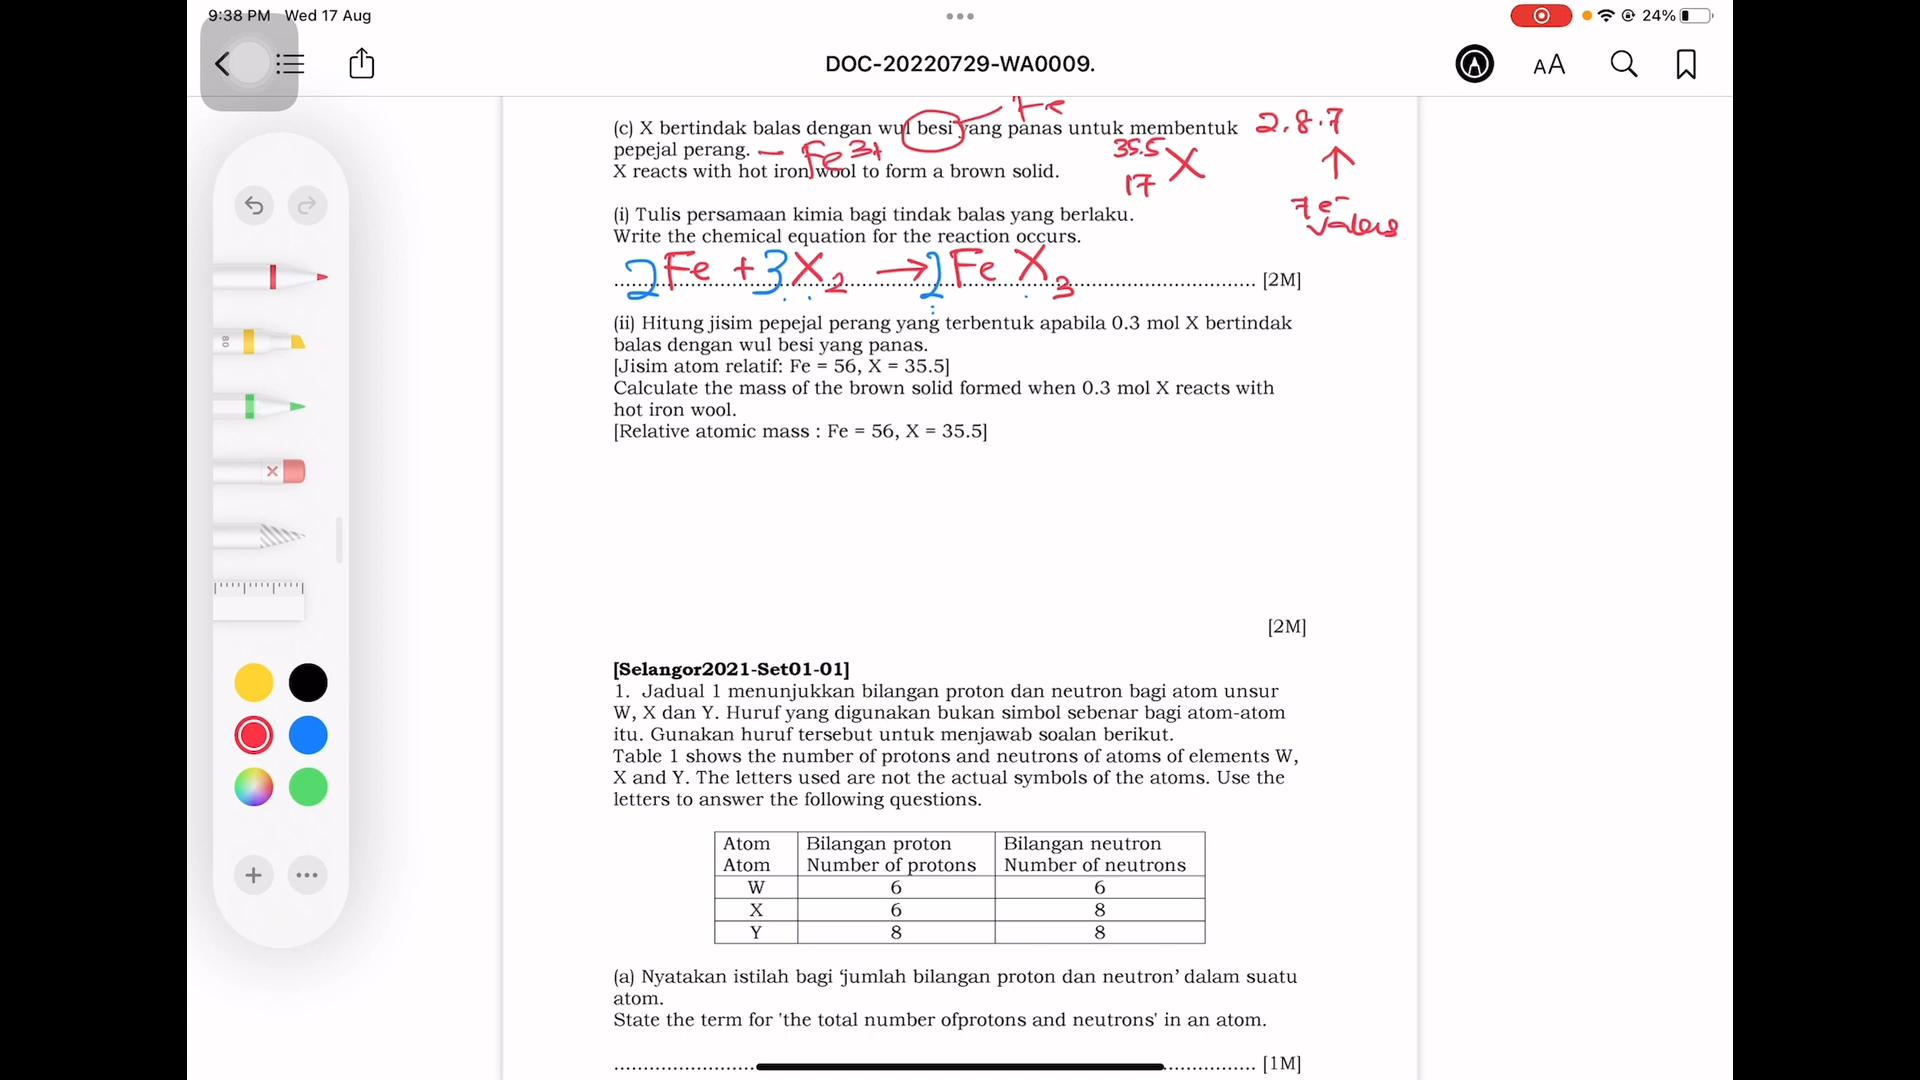 9:38 PM Wed 17 Aug
24%
DOC-20220729-WA0009.
AA
Fe
(c) X bertindak balas dengan wul besi yang panas untuk membentuk
2.8.7
pepejal perang. – Fe3+
35.5
17
X
X reacts with hot iron wool to form a brown solid.
7 e-
valens
(i) Tulis persamaan kimia bagi tindak balas yang berlaku.
Write the chemical equation for the reaction occurs.
2Fe + 3X2 → 2FeX3
[2M]
(ii) Hitung jisim pepejal perang yang terbentuk apabila 0.3 mol X bertindak
balas dengan wul besi yang panas.
[Jisim atom relatif: Fe = 56, X = 35.5]
Calculate the mass of the brown solid formed when 0.3 mol X reacts with
hot iron wool.
[Relative atomic mass : Fe = 56, X = 35.5]
80
[2M]
[Selangor2021-Set01-01]
1. Jadual 1 menunjukkan bilangan proton dan neutron bagi atom unsur
W, X dan Y. Huruf yang digunakan bukan simbol sebenar bagi atom-atom
itu. Gunakan huruf tersebut untuk menjawab soalan berikut.
Table 1 shows the number of protons and neutrons of atoms of elements W,
X and Y. The letters used are not the actual symbols of the atoms. Use the
letters to answer the following questions.
Atom Bilangan proton Bilangan neutron
Atom Number of protons Number of neutrons
W 6 6
X 6 8
Y 8 8
(a) Nyatakan istilah bagi ‘jumlah bilangan proton dan neutron’ dalam suatu
atom.
State the term for 'the total number ofprotons and neutrons' in an atom.
[1M]